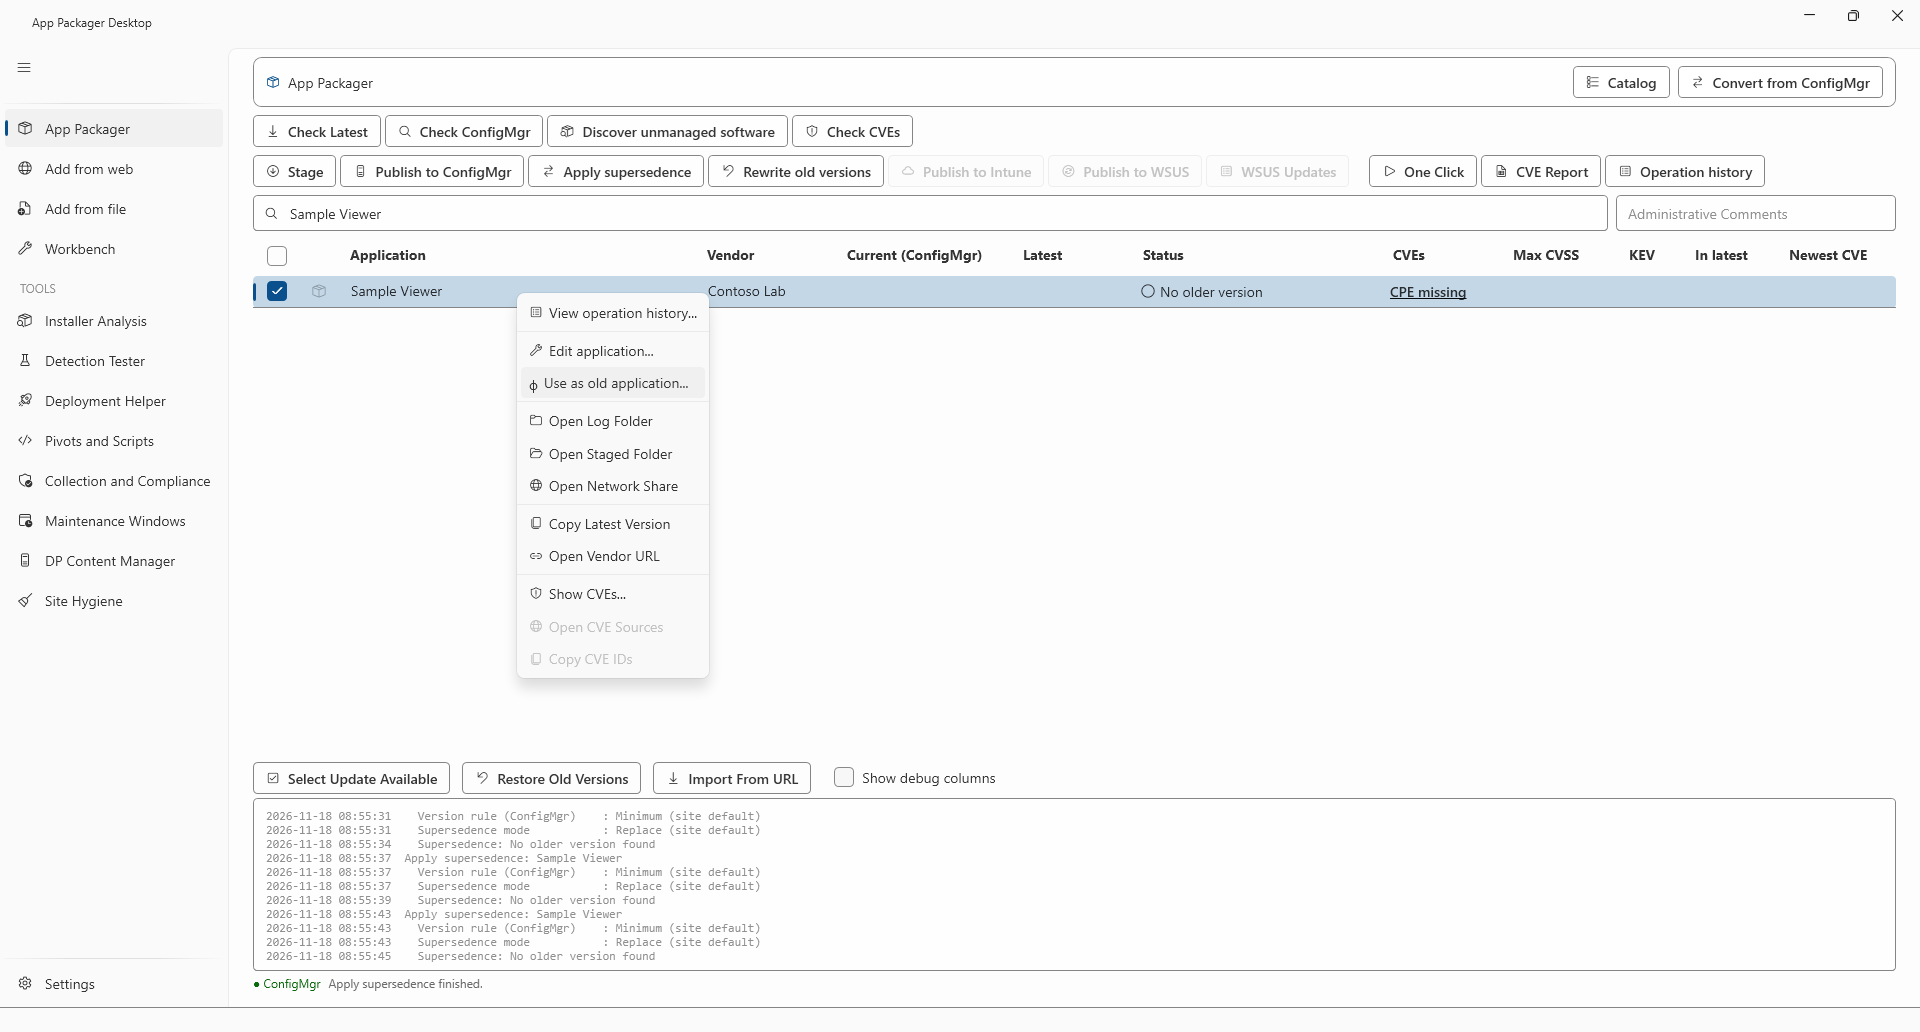 App Packager Desktop
App Packager
Catalog
Convert from ConfigMgr
Check Latest
Check ConfigMgr
Discover unmanaged software
Check CVEs
Stage
Publish to ConfigMgr
Apply supersedence
Rewrite old versions
Publish to Intune
Publish to WSUS
WSUS Updates
One Click
CVE Report
Operation history
Sample Viewer
Administrative Comments
Application Vendor Current (ConfigMgr) Latest Status CVEs Max CVSS KEV In latest Newest CVE
Sample Viewer Contoso Lab No older version CPE missing
View operation history...
Edit application...
Use as old application...
Open Log Folder
Open Staged Folder
Open Network Share
Copy Latest Version
Open Vendor URL
Show CVEs...
Open CVE Sources
Copy CVE IDs
App Packager
Add from web
Add from file
Workbench
TOOLS
Installer Analysis
Detection Tester
Deployment Helper
Pivots and Scripts
Collection and Compliance
Maintenance Windows
DP Content Manager
Site Hygiene
Settings
Select Update Available
Restore Old Versions
Import From URL
Show debug columns
2026-11-18 08:55:31 Version rule (ConfigMgr) : Minimum (site default)
2026-11-18 08:55:31 Supersedence mode : Replace (site default)
2026-11-18 08:55:34 Supersedence: No older version found
2026-11-18 08:55:37 Apply supersedence: Sample Viewer
2026-11-18 08:55:37 Version rule (ConfigMgr) : Minimum (site default)
2026-11-18 08:55:37 Supersedence mode : Replace (site default)
2026-11-18 08:55:39 Supersedence: No older version found
2026-11-18 08:55:43 Apply supersedence: Sample Viewer
2026-11-18 08:55:43 Version rule (ConfigMgr) : Minimum (site default)
2026-11-18 08:55:43 Supersedence mode : Replace (site default)
2026-11-18 08:55:45 Supersedence: No older version found
ConfigMgr Apply supersedence finished.